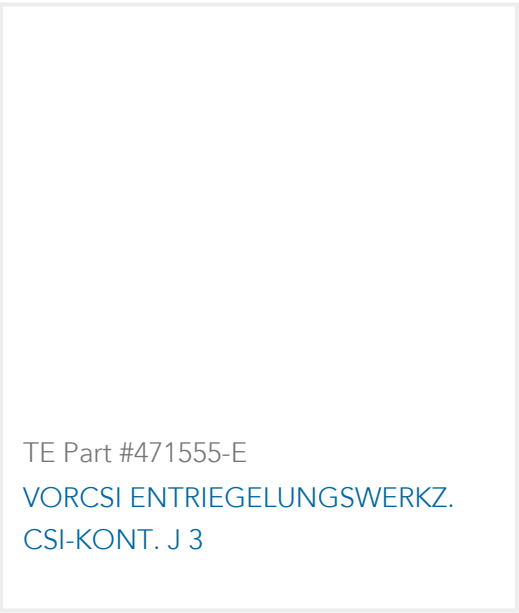 TE Part #471555-E
VORCSI ENTRIEGELUNGSWERKZ.
CSI-KONT. J 3